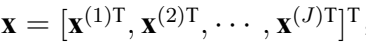 𝐱 = [𝐱⁽¹⁾ᵀ, 𝐱⁽²⁾ᵀ, ⋯ , 𝐱⁽ᴶ⁾ᵀ]ᵀ,